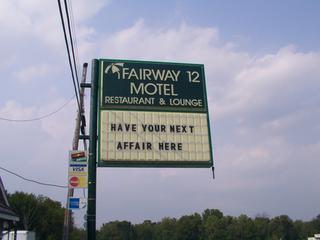 FAIRWAY 12
MOTEL
RESTAURANT & LOUNGE
HAVE YOUR NEXT
AFFAIR HERE
VISA